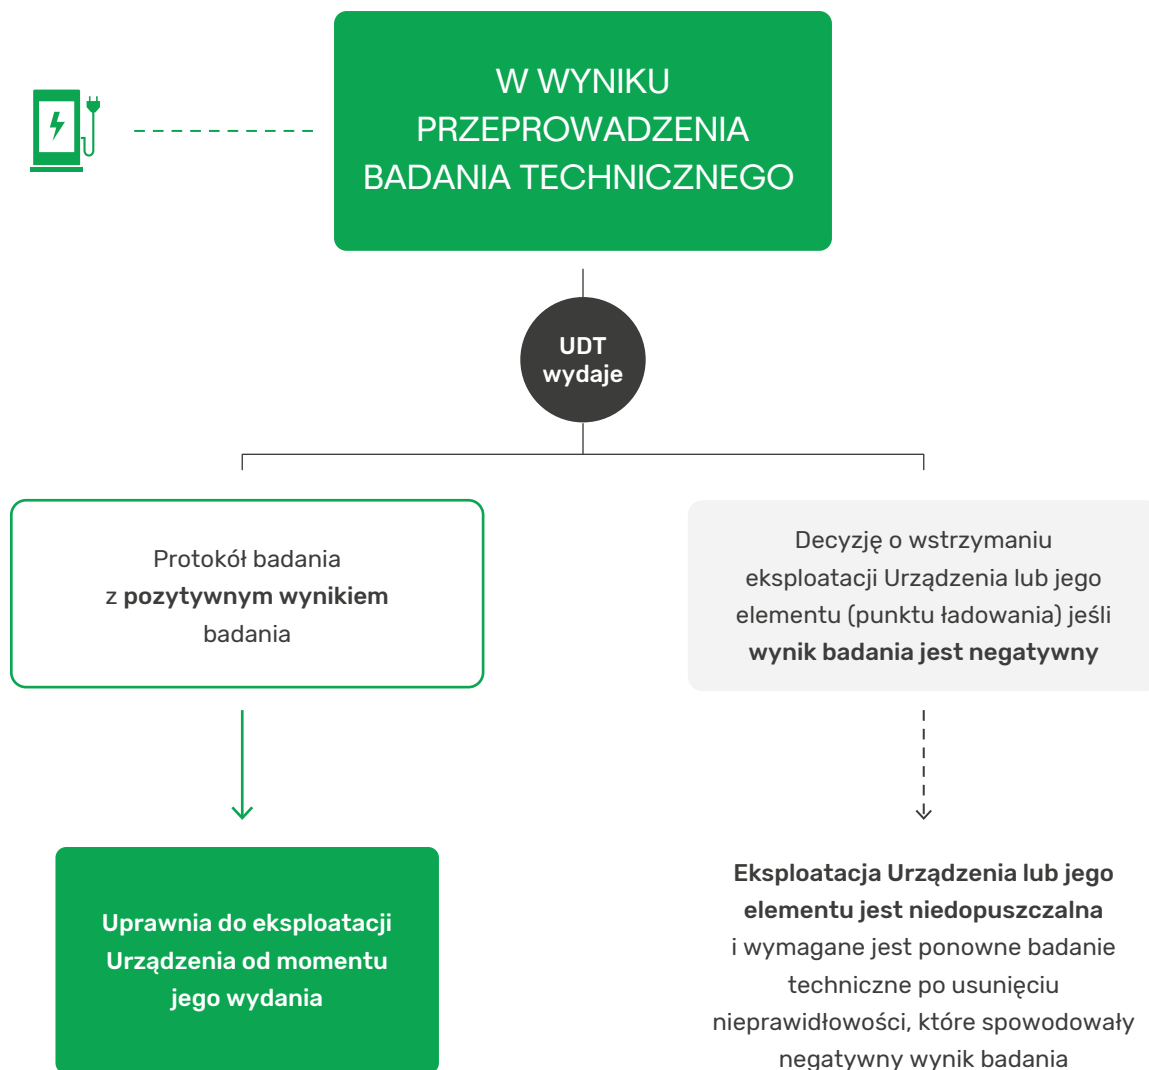 W WYNIKU
PRZEPROWADZENIA
BADANIA TECHNICZNEGO
UDT
wydaje
Protokół badania
z pozytywnym wynikiem
badania
Decyzję o wstrzymaniu
eksploatacji Urządzenia lub jego
elementu (punktu ładowania) jeśli
wynik badania jest negatywny
Uprawnia do eksploatacji
Urządzenia od momentu
jego wydania
Eksploatacja Urządzenia lub jego
elementu jest niedopuszczalna
i wymagane jest ponowne badanie
techniczne po usunięciu
nieprawidłowości, które spowodowały
negatywny wynik badania